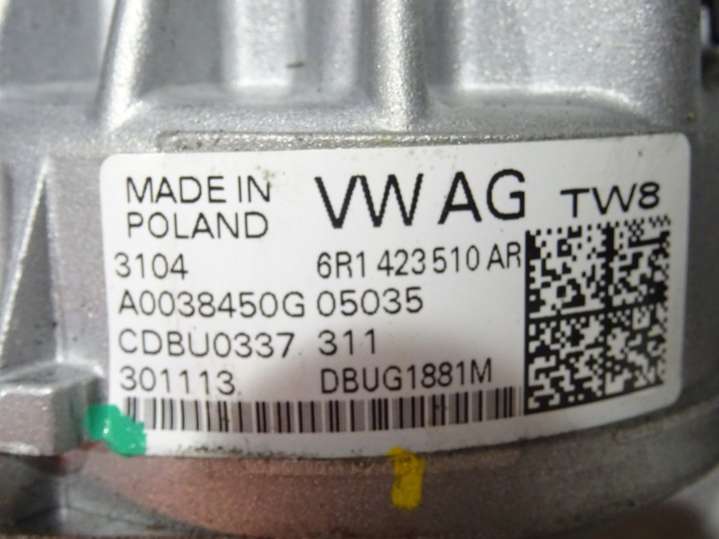 MADE IN
POLAND
VW AG
TW8
3104
6R1 423 510 AR
A0038450G 05035
CDBU0337 311
301113
DBUG1881M